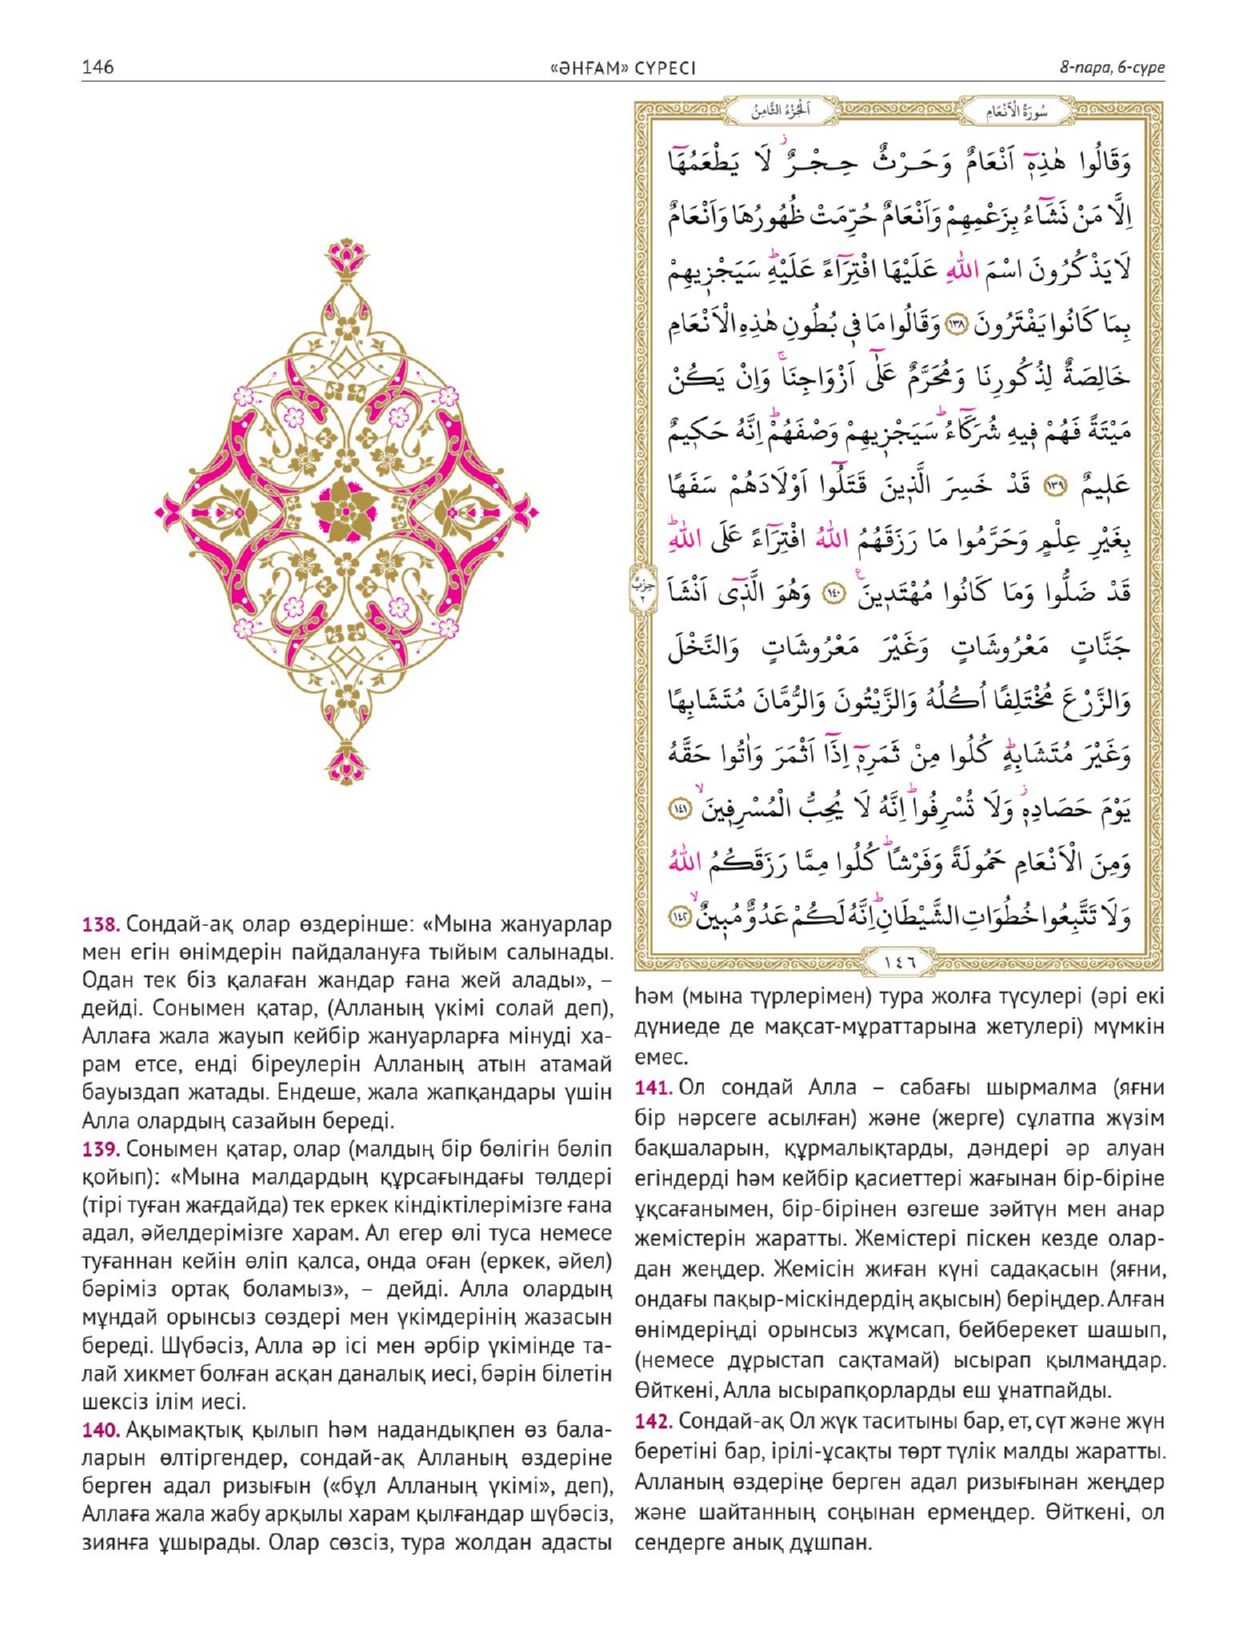 146
«ӘНҒАМ» СҮРЕСІ
8-пара, 6-сүре
سُورَةُ الْاَنْعَامِ
اَلْجُزْءُ الثَّامِنُ
وَقَالُوا هٰذِهٖٓ اَنْعَامٌ وَحَرْثٌ حِجْرٌۘ لَا يَطْعَمُهَٓا
اِلَّا مَنْ نَشَٓاءُ بِزَعْمِهِمْ وَاَنْعَامٌ حُرِّمَتْ ظُهُورُهَا وَاَنْعَامٌ
لَا يَذْكُرُونَ اسْمَ اللّٰهِ عَلَيْهَا افْتِرَٓاءً عَلَيْهِؕ سَيَجْزٖيهِمْ
بِمَا كَانُوا يَفْتَرُونَ ﴿١٣٨﴾ وَقَالُوا مَا فٖى بُطُونِ هٰذِهِ الْاَنْعَامِ
خَالِصَةٌ لِذُكُورِنَا وَمُحَرَّمٌ عَلٰٓى اَزْوَاجِنَاۚ وَاِنْ يَكُنْ
مَيْتَةً فَهُمْ فٖيهِ شُرَكَٓاءُؕ سَيَجْزٖيهِمْ وَصْفَهُمْؕ اِنَّهُ حَكٖيمٌ
عَلٖيمٌ ﴿١٣٩﴾ قَدْ خَسِرَ الَّذٖينَ قَتَلُٓوا اَوْلَادَهُمْ سَفَهًا
بِغَيْرِ عِلْمٍ وَحَرَّمُوا مَا رَزَقَهُمُ اللّٰهُ افْتِرَٓاءً عَلَى اللّٰهِؕ
قَدْ ضَلُّوا وَمَا كَانُوا مُهْتَدٖينَࣖ ﴿١٤٠﴾ وَهُوَ الَّذٖٓى اَنْشَاَ
حِزْبٌ
٢
جَنَّاتٍ مَعْرُوشَاتٍ وَغَيْرَ مَعْرُوشَاتٍ وَالنَّخْلَ
وَالزَّرْعَ مُخْتَلِفًا اُكُلُهُ وَالزَّيْتُونَ وَالرُّمَّانَ مُتَشَابِهًا
وَغَيْرَ مُتَشَابِهٍؕ كُلُوا مِنْ ثَمَرِهٖٓ اِذَٓا اَثْمَرَ وَاٰتُوا حَقَّهُ
يَوْمَ حَصَادِهٖۘ وَلَا تُسْرِفُواؕ اِنَّهُ لَا يُحِبُّ الْمُسْرِفٖينَۙ ﴿١٤١﴾
وَمِنَ الْاَنْعَامِ حَمُولَةً وَفَرْشًاؕ كُلُوا مِمَّا رَزَقَكُمُ اللّٰهُ
وَلَا تَتَّبِعُوا خُطُوَاتِ الشَّيْطَانِؕ اِنَّهُ لَكُمْ عَدُوٌّ مُبٖينٌۙ ﴿١٤٢﴾
١٤٦
138. Сондай-ақ олар өздерінше: «Мына жануарлар
мен егін өнімдерін пайдалануға тыйым салынады.
Одан тек біз қалаған жандар ғана жей алады», –
дейді. Сонымен қатар, (Алланың үкімі солай деп),
Аллаға жала жауып кейбір жануарларға мінуді ха-
рам етсе, енді біреулерін Алланың атын атамай
бауыздап жатады. Ендеше, жала жапқандары үшін
Алла олардың сазайын береді.
139. Сонымен қатар, олар (малдың бір бөлігін бөліп
қойып): «Мына малдардың құрсағындағы төлдері
(тірі туған жағдайда) тек еркек кіндіктілерімізге ғана
адал, әйелдерімізге харам. Ал егер өлі туса немесе
туғаннан кейін өліп қалса, онда оған (еркек, әйел)
бәріміз ортақ боламыз», – дейді. Алла олардың
мұндай орынсыз сөздері мен үкімдерінің жазасын
береді. Шүбәсіз, Алла әр ісі мен әрбір үкімінде та-
лай хикмет болған асқан даналық иесі, бәрін білетін
шексіз ілім иесі.
140. Ақымақтық қылып һәм надандықпен өз бала-
ларын өлтіргендер, сондай-ақ Алланың өздеріне
берген адал ризығын («бұл Алланың үкімі», деп),
Аллаға жала жабу арқылы харам қылғандар шүбәсіз,
зиянға ұшырады. Олар сөзсіз, тура жолдан адасты
һәм (мына түрлерімен) тура жолға түсулері (әрі екі
дүниеде де мақсат-мұраттарына жетулері) мүмкін
емес.
141. Ол сондай Алла – сабағы шырмалма (яғни
бір нәрсеге асылған) және (жерге) сұлатпа жүзім
бақшаларын, құрмалықтарды, дәндері әр алуан
егіндерді һәм кейбір қасиеттері жағынан бір-біріне
ұқсағанымен, бір-бірінен өзгеше зәйтүн мен анар
жемістерін жаратты. Жемістері піскен кезде олар-
дан жеңдер. Жемісін жиған күні садақасын (яғни,
ондағы пақыр-міскіндердің ақысын) беріңдер. Алған
өнімдеріңді орынсыз жұмсап, бейберекет шашып,
(немесе дұрыстап сақтамай) ысырап қылмаңдар.
Өйткені, Алла ысырапқорларды еш ұнатпайды.
142. Сондай-ақ Ол жүк таситыны бар, ет, сүт және жүн
беретіні бар, ірілі-ұсақты төрт түлік малды жаратты.
Алланың өздеріңе берген адал ризығынан жеңдер
және шайтанның соңынан ермеңдер. Өйткені, ол
сендерге анық дұшпан.